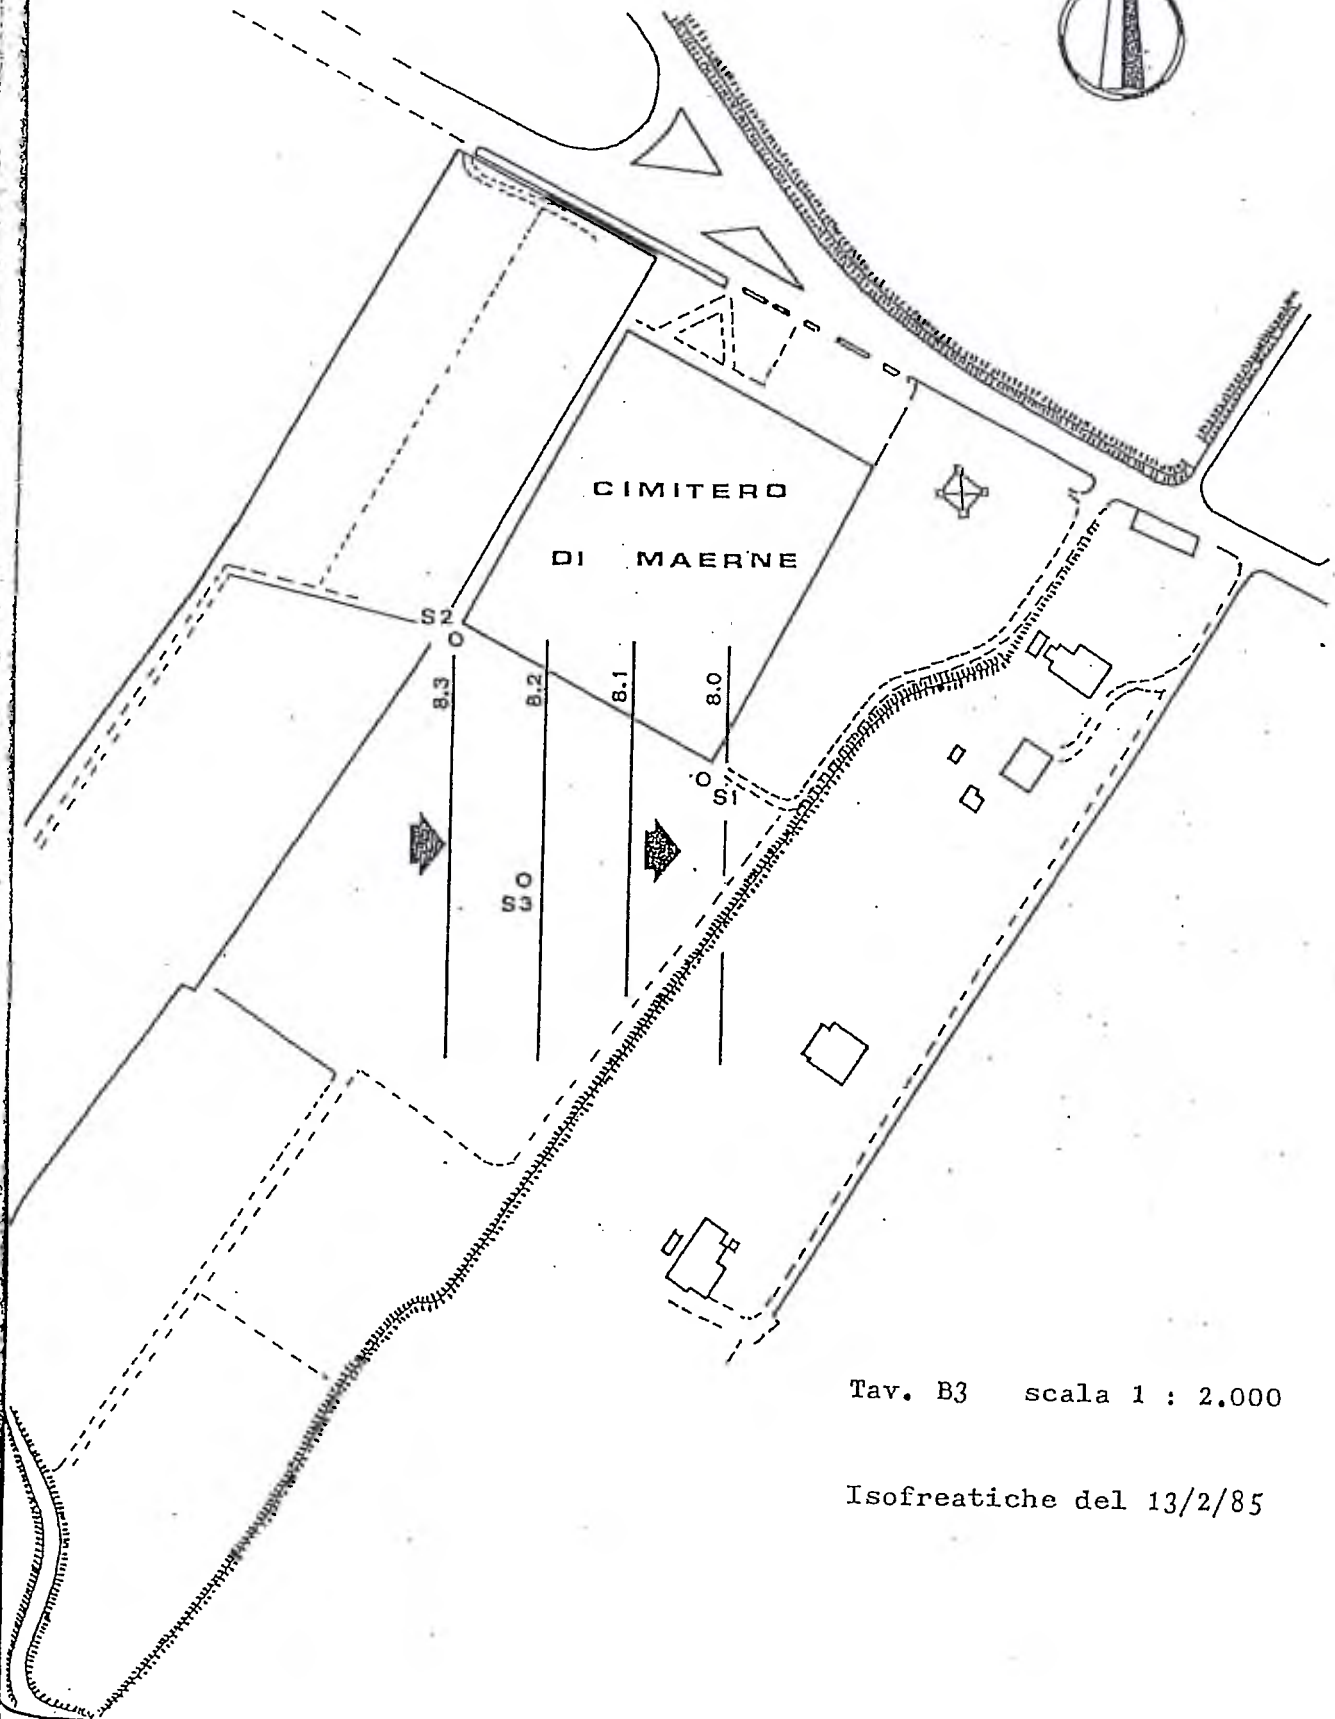 CIMITERO
DI MAERNE
S2
8.3
8.2
8.1
8.0
S1
S3
Tav. B3 scala 1 : 2.000
Isofreatiche del 13/2/85